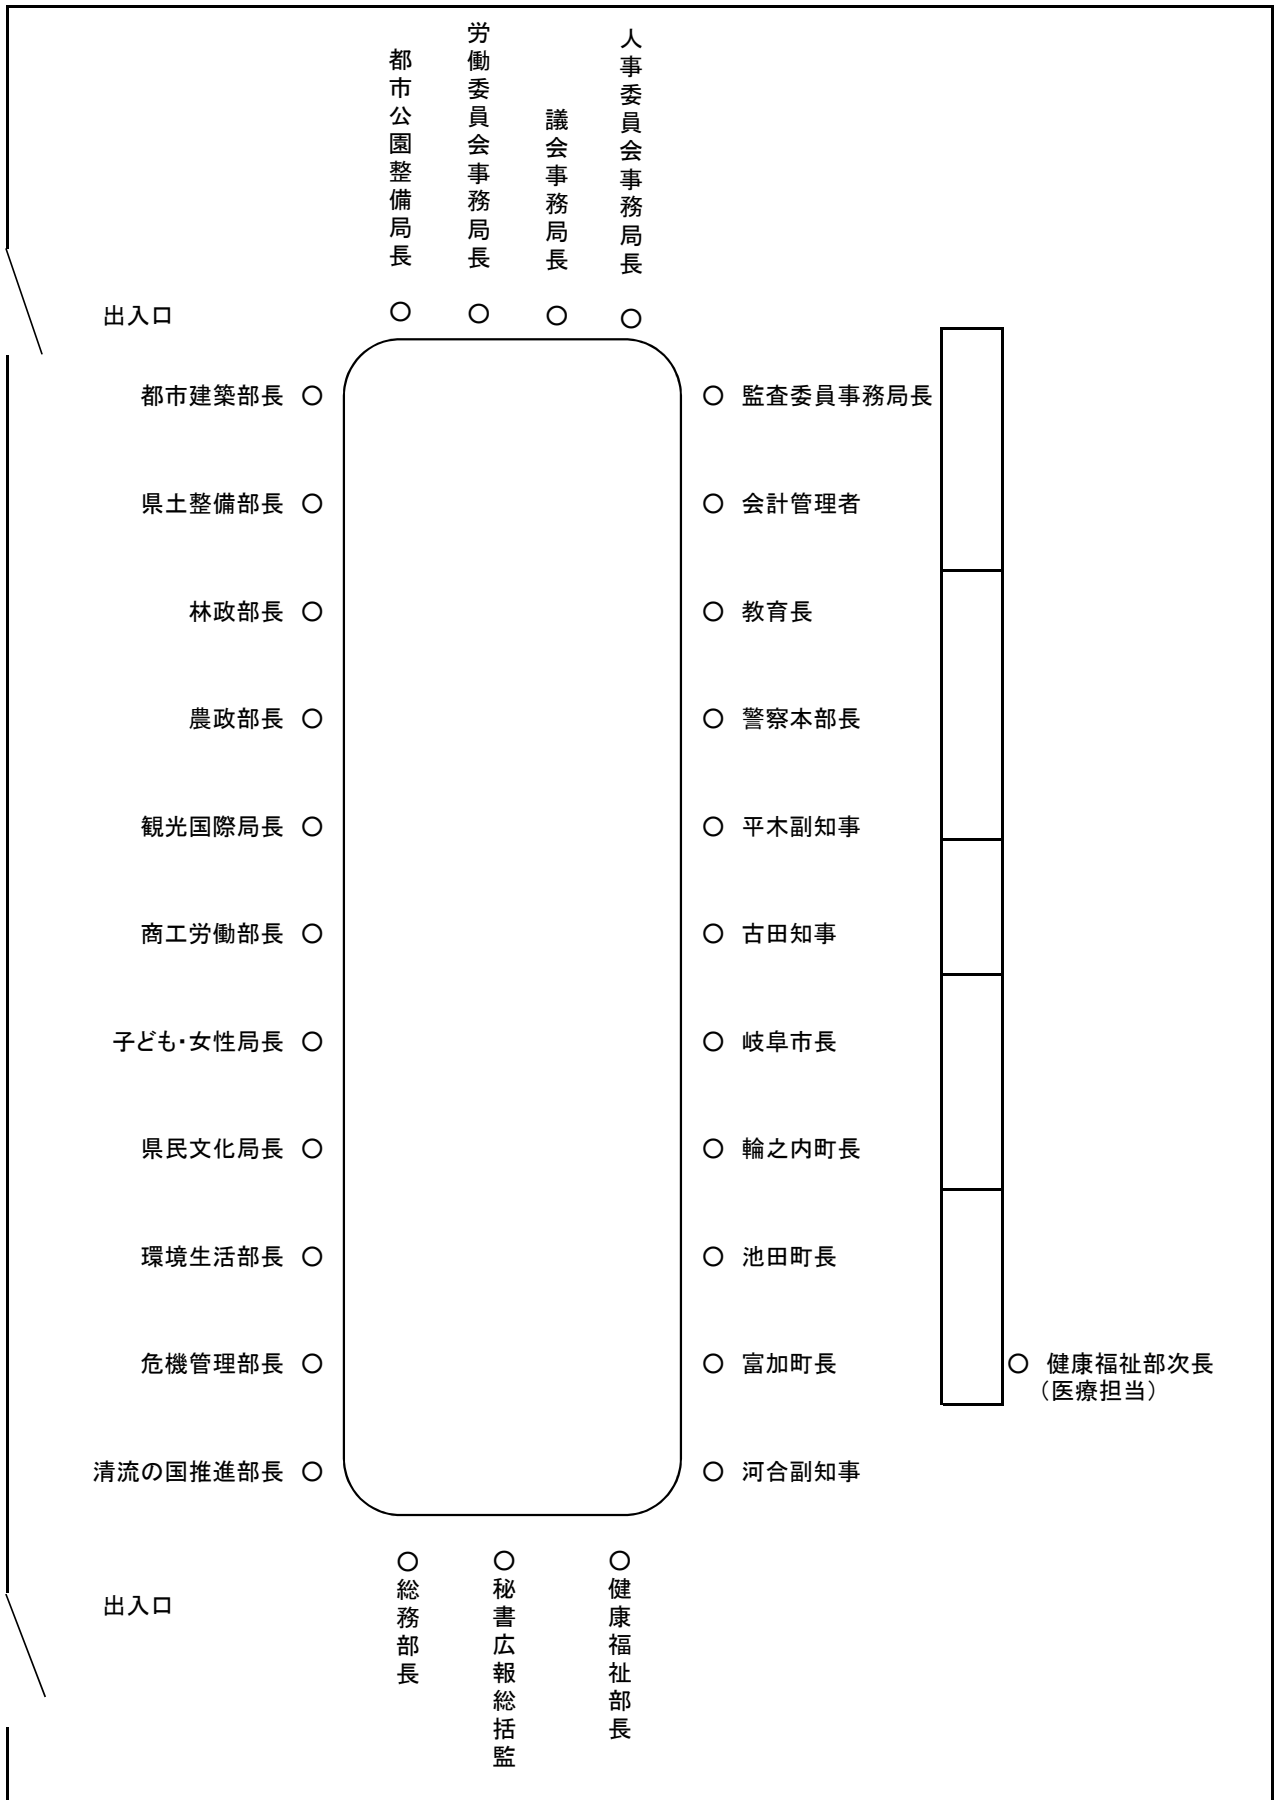 都市公園整備局長
労働委員会事務局長
議会事務局長
人事委員会事務局長
出入口
都市建築部長
監査委員事務局長
県土整備部長
会計管理者
林政部長
教育長
農政部長
警察本部長
観光国際局長
平木副知事
商工労働部長
古田知事
子ども・女性局長
岐阜市長
県民文化局長
輪之内町長
環境生活部長
池田町長
危機管理部長
富加町長
健康福祉部次長
（医療担当）
清流の国推進部長
河合副知事
出入口
総務部長
秘書広報総括監
健康福祉部長